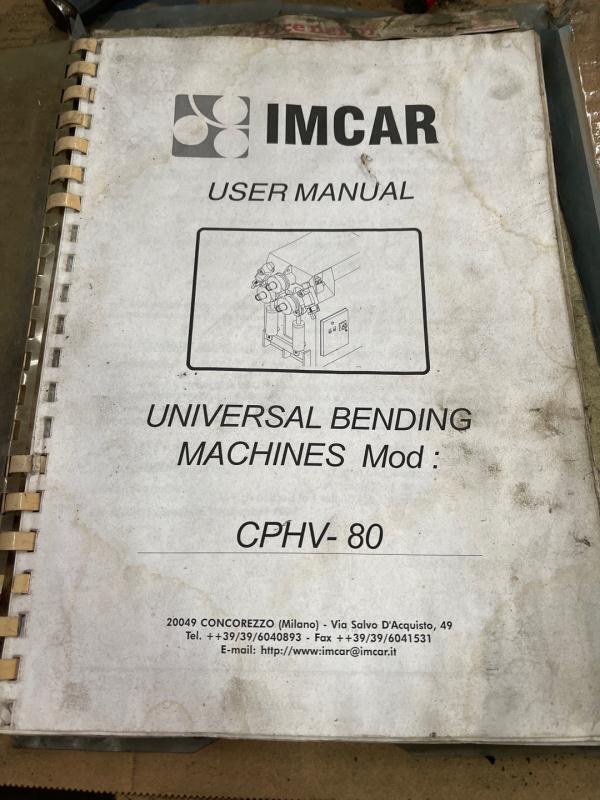 IMCAR
USER MANUAL
UNIVERSAL BENDING
MACHINES Mod :
CPHV- 80
20049 CONCOREZZO (Milano) - Via Salvo D'Acquisto, 49
Tel. ++39/39/6040893 - Fax ++39/39/6041531
E-mail: http://www:imcar@imcar.it